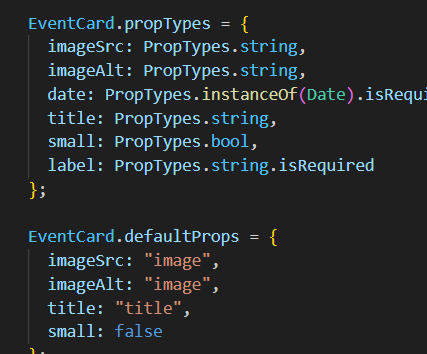 EventCard.propTypes = {
imageSrc: PropTypes.string,
imageAlt: PropTypes.string,
date: PropTypes.instanceOf(Date).isRequi
title: PropTypes.string,
small: PropTypes.bool,
label: PropTypes.string.isRequired
};
EventCard.defaultProps = {
imageSrc: "image",
imageAlt: "image",
title: "title",
small: false
};